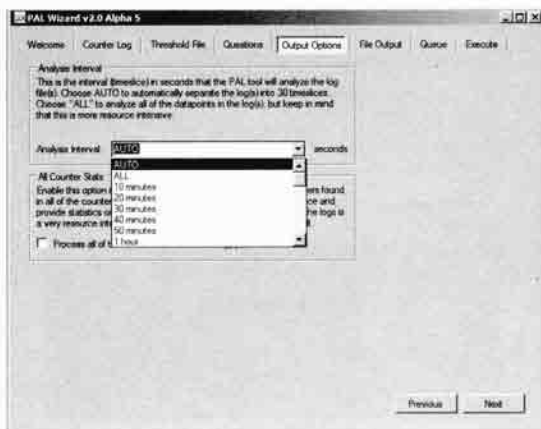 PAL Wizard v2.0 Alpha 5
Welcome Counter Log Threshold File Questions Output Options File Output Queue Execute
Analysis Interval
This is the interval (timeslice) in seconds that the PAL tool will analyze the log
file(s). Choose AUTO to automatically separate the log(s) into 30 timeslices.
Choose "ALL" to analyze all of the datapoints in the log(s), but keep in mind
that this is more resource intensive
Analysis Interval AUTO seconds
AUTO
ALL
10 minutes
20 minutes
30 minutes
40 minutes
50 minutes
1 hour
All Counter Stats
Enable this option
in all of the counter
provide statistics
a very resource
Process all of
Previous Next